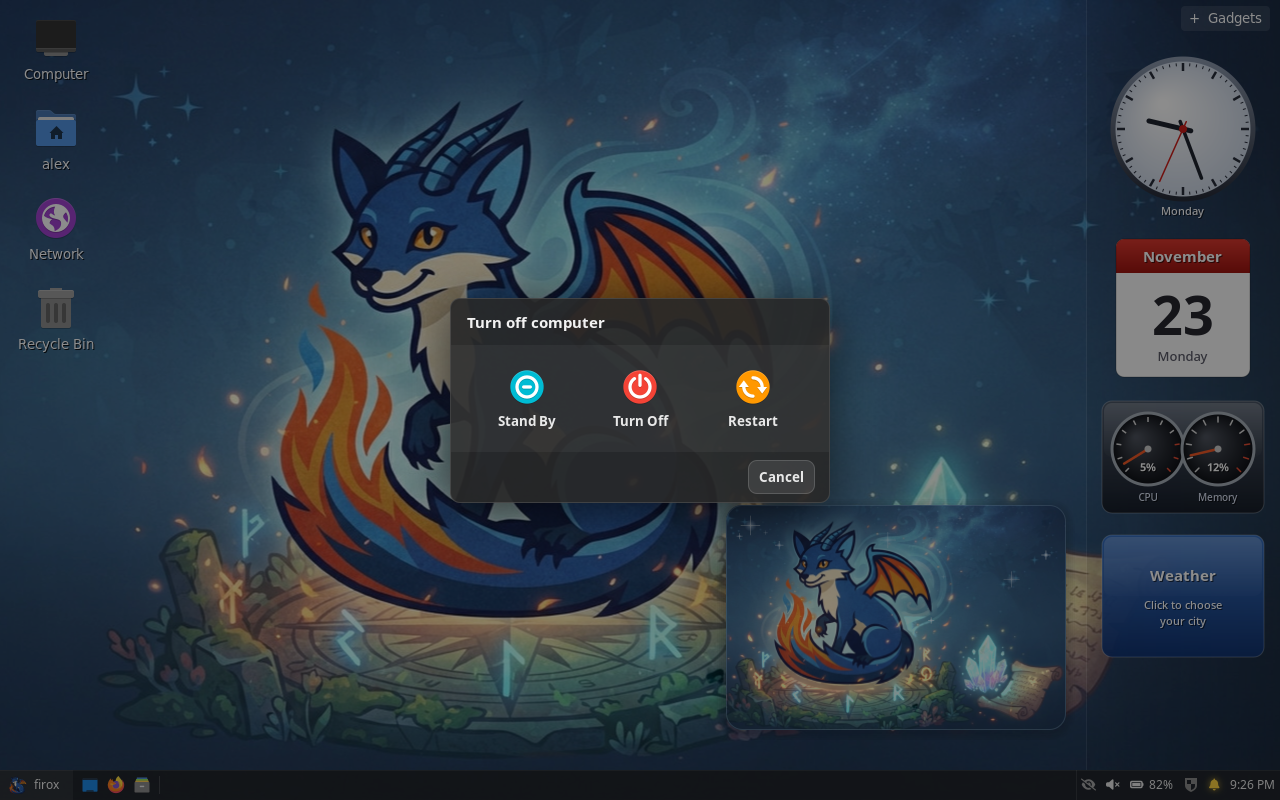 Computer
alex
Network
Recycle Bin
Turn off computer
Stand By
Turn Off
Restart
Cancel
+ Gadgets
Monday
November
23
Monday
5%
12%
CPU
Memory
Weather
Click to choose
your city
firox
82%
9:26 PM